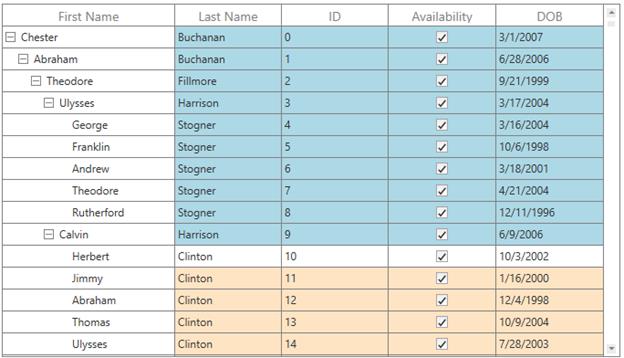 First Name Last Name ID Availability DOB
Chester Buchanan 0 3/1/2007
Abraham Buchanan 1 6/28/2006
Theodore Fillmore 2 9/21/1999
Ulysses Harrison 3 3/17/2004
George Stogner 4 3/16/2004
Franklin Stogner 5 10/6/1998
Andrew Stogner 6 3/18/2001
Theodore Stogner 7 4/21/2004
Rutherford Stogner 8 12/11/1996
Calvin Harrison 9 6/9/2006
Herbert Clinton 10 10/3/2002
Jimmy Clinton 11 1/16/2000
Abraham Clinton 12 12/4/1998
Thomas Clinton 13 10/9/2004
Ulysses Clinton 14 7/28/2003